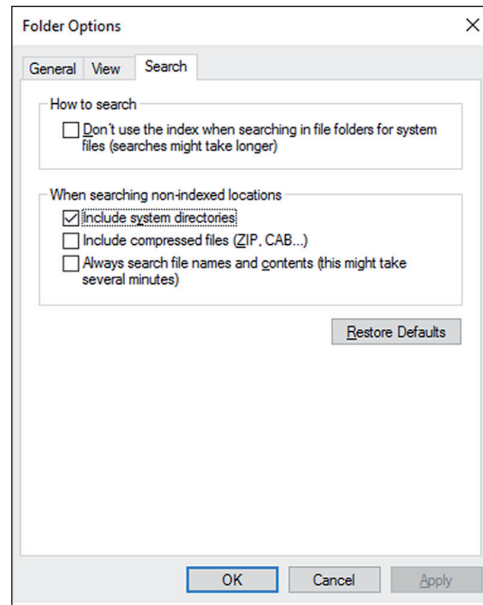 Folder Options
General View Search
How to search
Don't use the index when searching in file folders for system
files (searches might take longer)
When searching non-indexed locations
Include system directories
Include compressed files (ZIP, CAB...)
Always search file names and contents (this might take
several minutes)
Restore Defaults
OK Cancel Apply